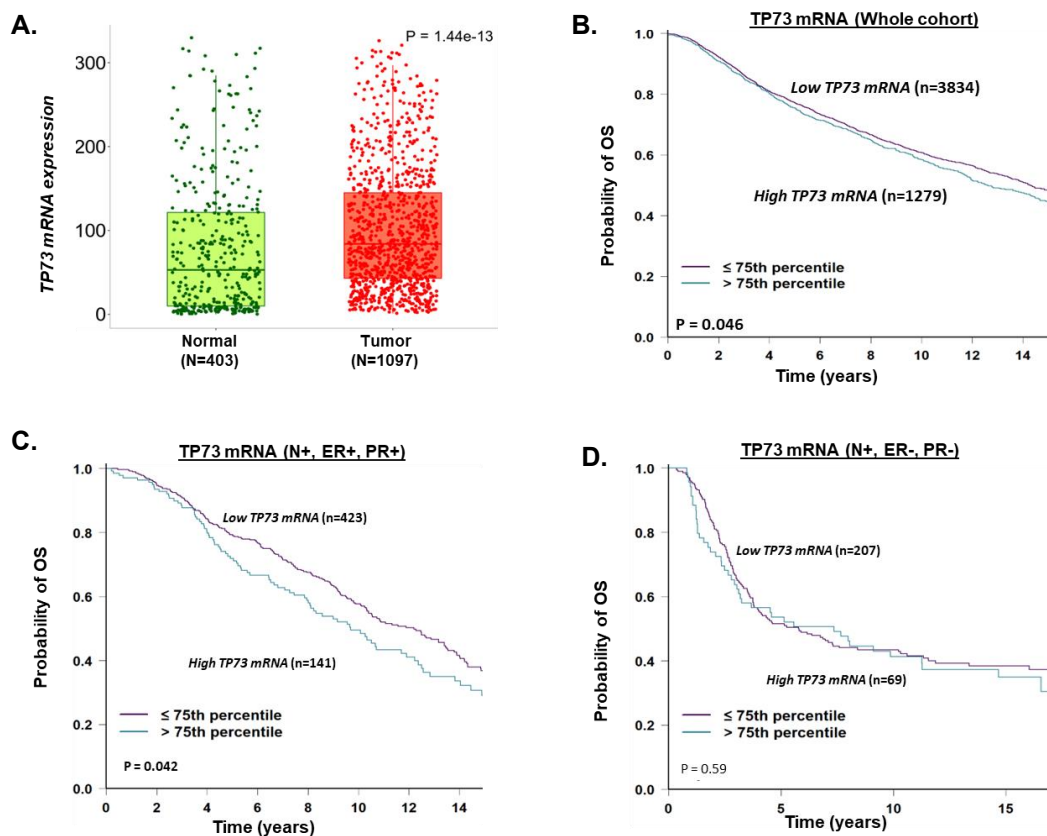 A.
P = 1.44e-13
TP73 mRNA expression
300
200
100
0
Normal
(N=403)
Tumor
(N=1097)
B.
TP73 mRNA (Whole cohort)
Probability of OS
1.0
0.8
0.6
0.4
0.2
0.0
Low TP73 mRNA (n=3834)
High TP73 mRNA (n=1279)
≤ 75th percentile
> 75th percentile
P = 0.046
0 2 4 6 8 10 12 14
Time (years)
C.
TP73 mRNA (N+, ER+, PR+)
Probability of OS
1.0
0.8
0.6
0.4
0.2
0.0
Low TP73 mRNA (n=423)
High TP73 mRNA (n=141)
≤ 75th percentile
> 75th percentile
P = 0.042
0 2 4 6 8 10 12 14
Time (years)
D.
TP73 mRNA (N+, ER-, PR-)
Probability of OS
1.0
0.8
0.6
0.4
0.2
0.0
Low TP73 mRNA (n=207)
High TP73 mRNA (n=69)
≤ 75th percentile
> 75th percentile
P = 0.59
0 5 10 15
Time (years)